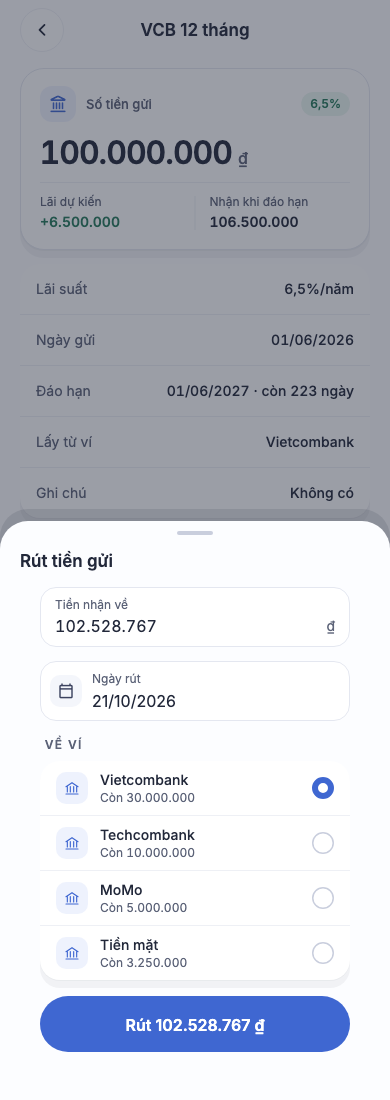 VCB 12 tháng
Số tiền gửi
6,5%
100.000.000 ₫
Lãi dự kiến
+6.500.000
Nhận khi đáo hạn
106.500.000
Lãi suất
6,5%/năm
Ngày gửi
01/06/2026
Đáo hạn
01/06/2027 · còn 223 ngày
Lấy từ ví
Vietcombank
Ghi chú
Không có
Rút tiền gửi
Tiền nhận về
102.528.767 ₫
Ngày rút
21/10/2026
VỀ VÍ
Vietcombank
Còn 30.000.000
Techcombank
Còn 10.000.000
MoMo
Còn 5.000.000
Tiền mặt
Còn 3.250.000
Rút 102.528.767 ₫